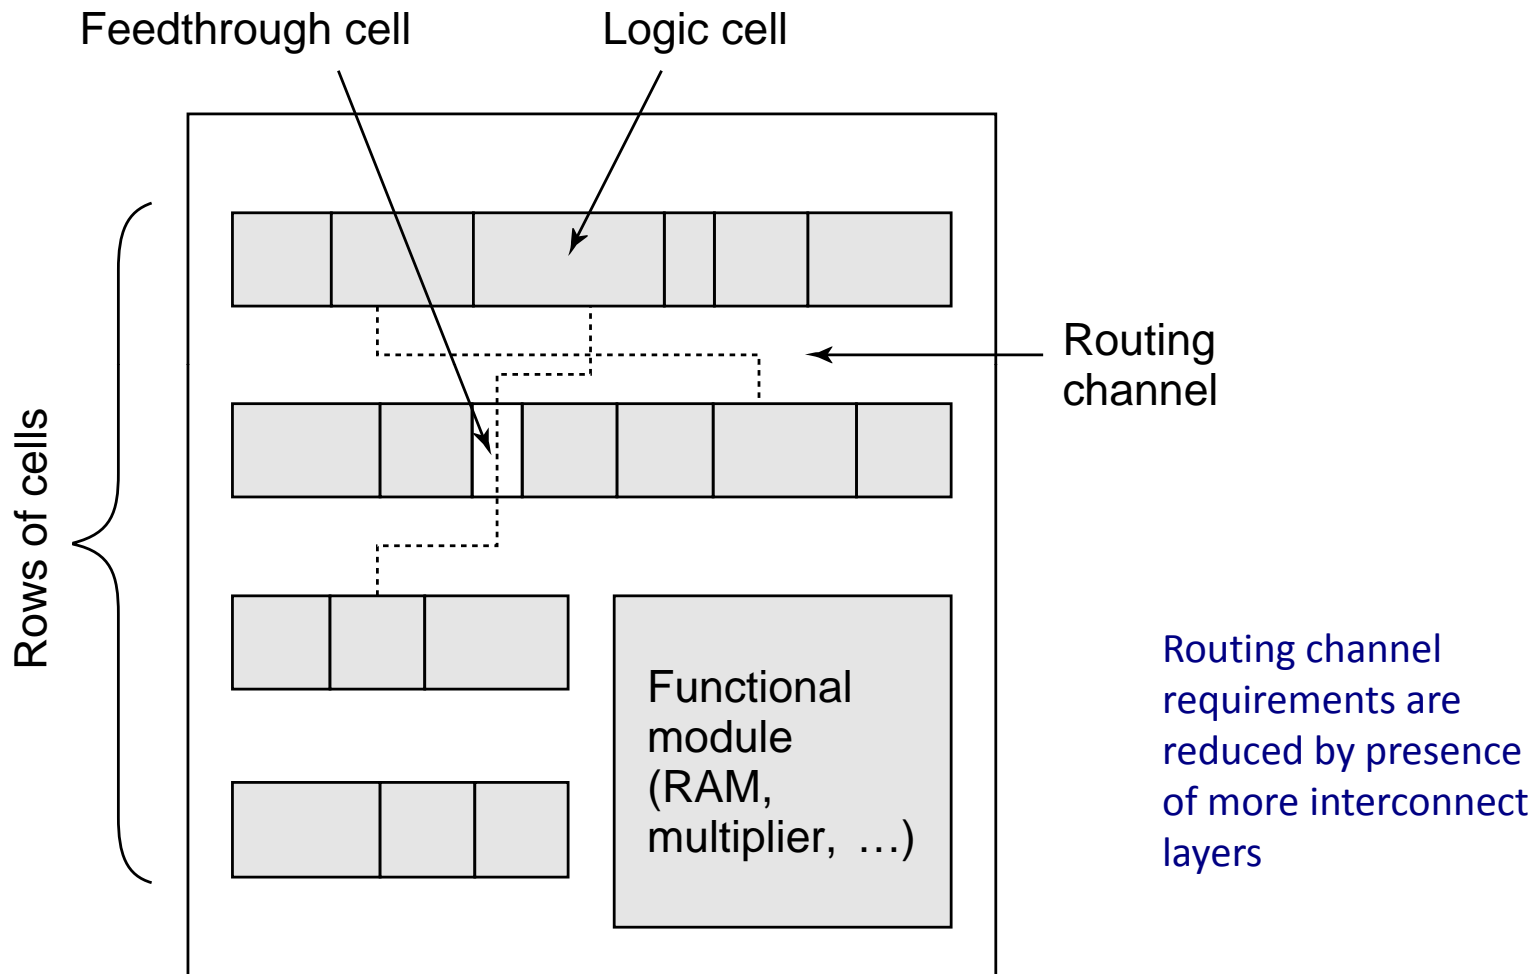 Feedthrough cell
Logic cell
Rows of cells
Routing
channel
Functional
module
(RAM,
multiplier, …)
Routing channel
requirements are
reduced by presence
of more interconnect
layers